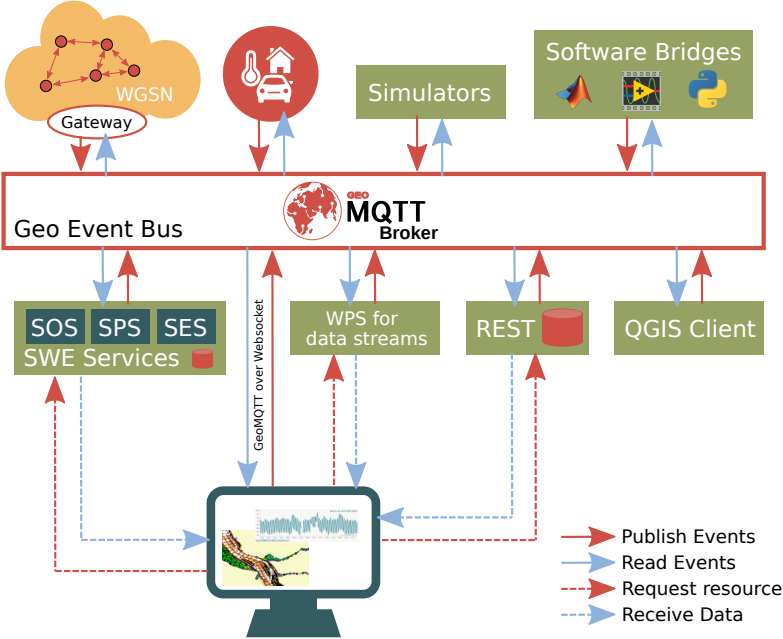 WGSN
Gateway
Simulators
Software Bridges
Geo Event Bus
GEO
MQTT
Broker
SOS SPS SES
SWE Services
GeoMQTT over Websocket
WPS for
data streams
REST
QGIS Client
Publish Events
Read Events
Request resource
Receive Data